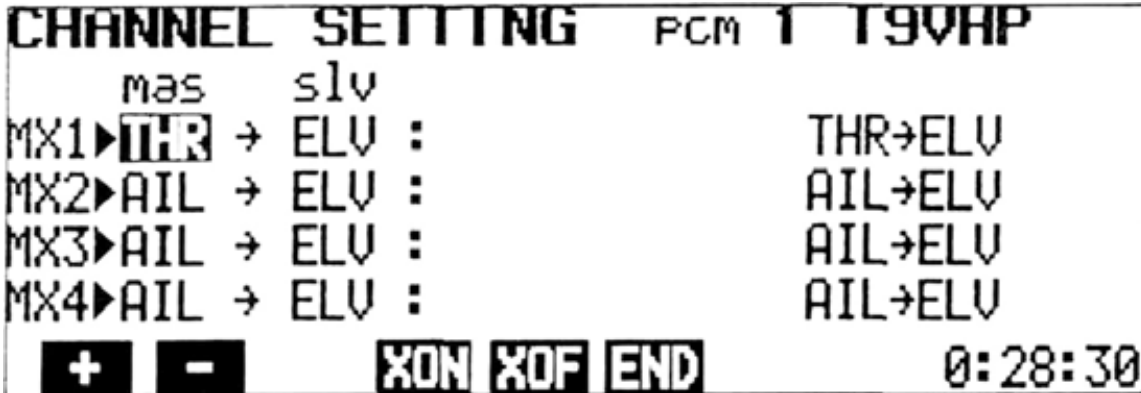 CHANNEL SETTING PCM 1 T9VHP
mas slv
MX1▶THR → ELV : THR→ELV
MX2▶AIL → ELV : AIL→ELV
MX3▶AIL → ELV : AIL→ELV
MX4▶AIL → ELV : AIL→ELV
+ - XON XOF END 0:28:30